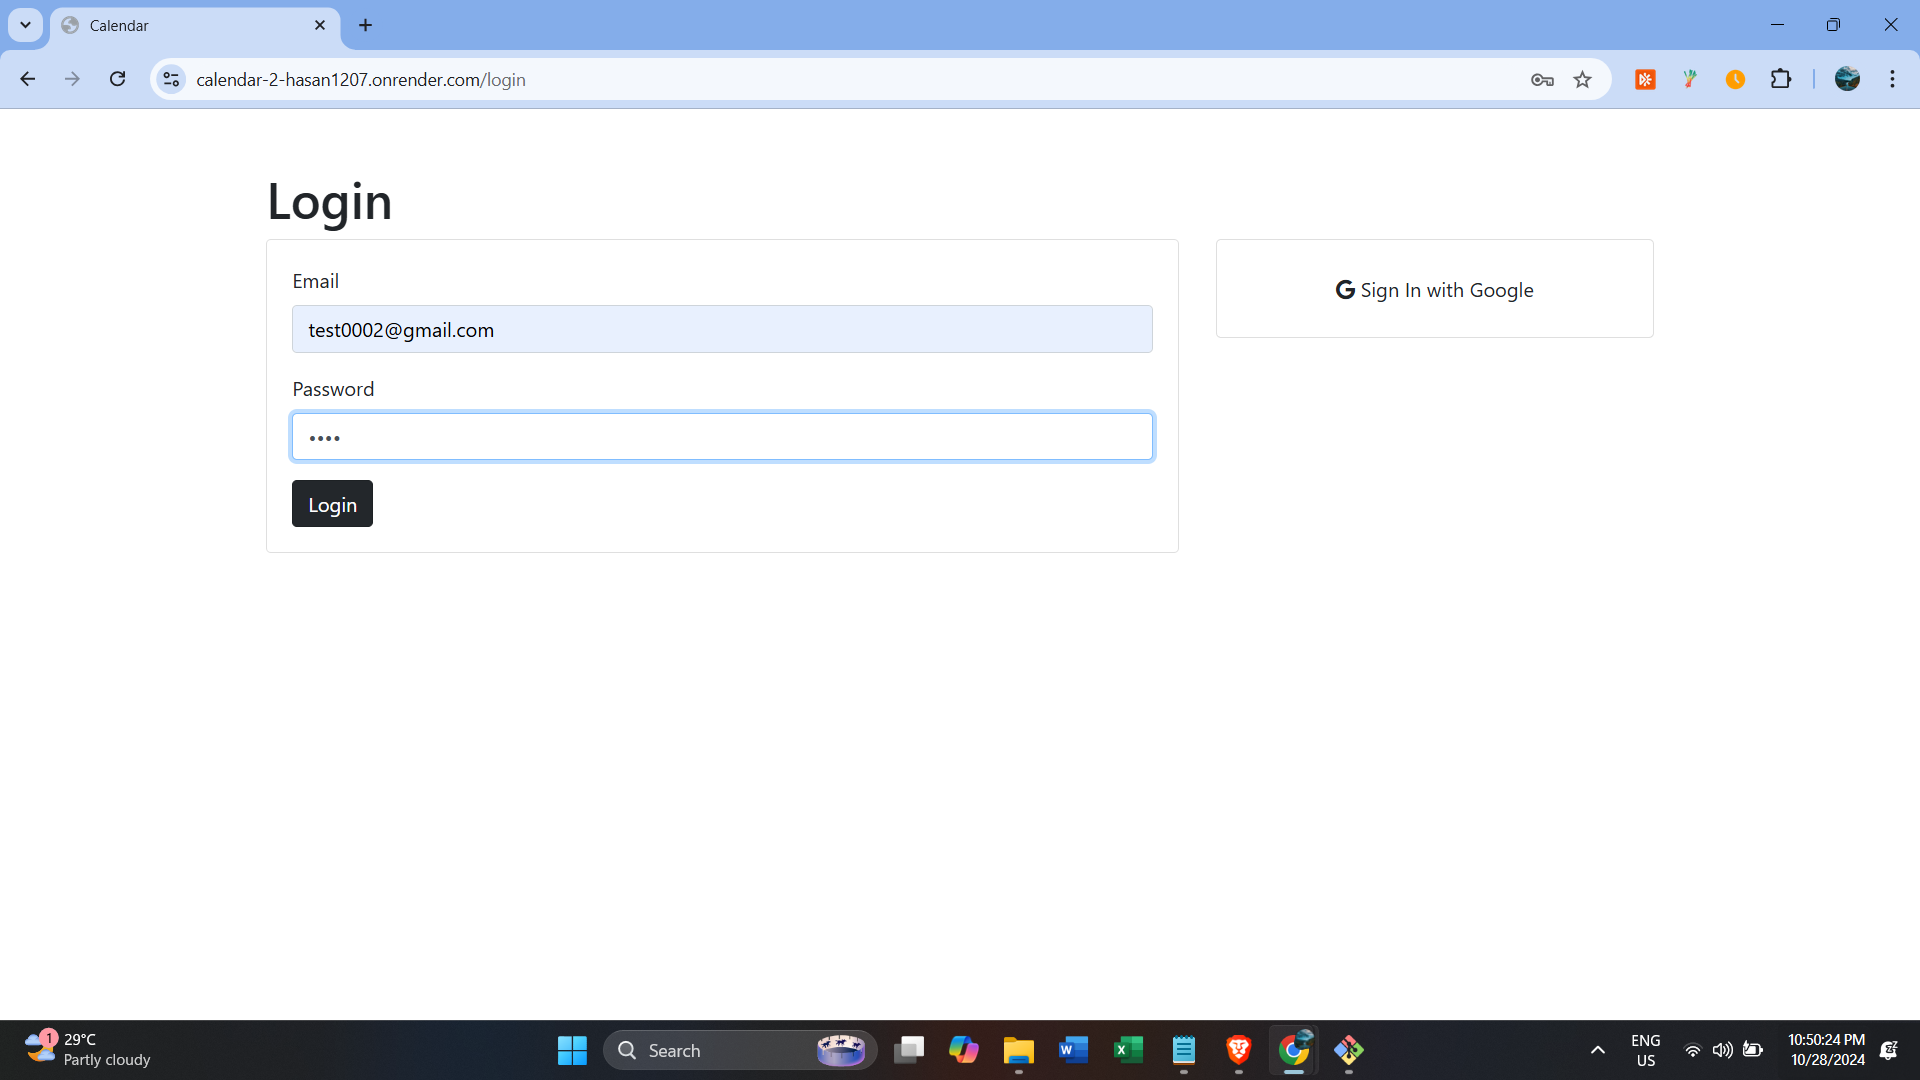 Calendar
calendar-2-hasan1207.onrender.com/login
Login
Email
test0002@gmail.com
Password
••••
Login
Sign In with Google
1
29°C
Partly cloudy
Search
ENG
US
10:50:24 PM
10/28/2024